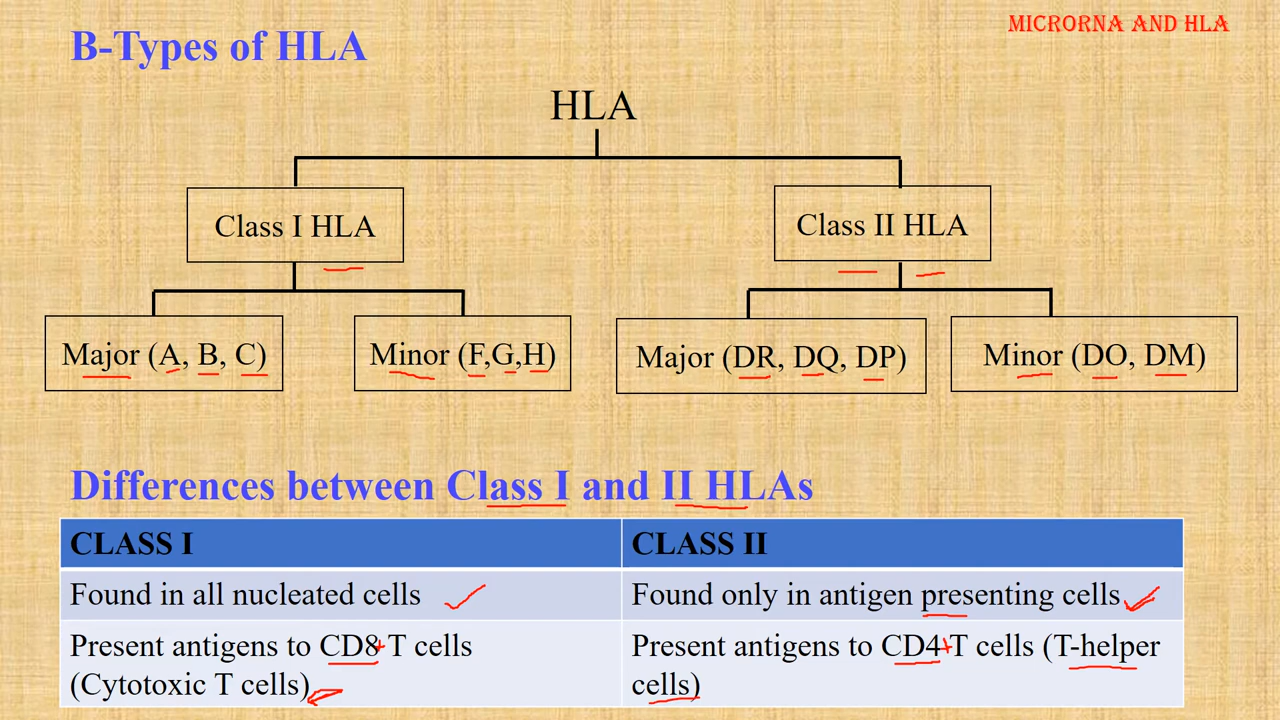 MICRORNA AND HLA
B-Types of HLA
HLA
Class I HLA
Class II HLA
Major (A, B, C)
Minor (F,G,H)
Major (DR, DQ, DP)
Minor (DO, DM)
Differences between Class I and II HLAs
CLASS I
CLASS II
Found in all nucleated cells
Found only in antigen presenting cells
Present antigens to CD8+ T cells
(Cytotoxic T cells)
Present antigens to CD4+T cells (T-helper
cells)